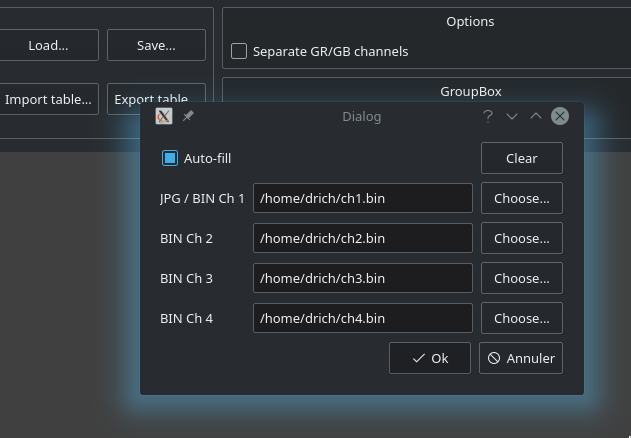 Options
Load...
Save...
Separate GR/GB channels
Import table...
Export table
GroupBox
Dialog
Auto-fill
Clear
JPG / BIN Ch 1
/home/drich/ch1.bin
Choose...
BIN Ch 2
/home/drich/ch2.bin
Choose...
BIN Ch 3
/home/drich/ch3.bin
Choose...
BIN Ch 4
/home/drich/ch4.bin
Choose...
Ok
Annuler